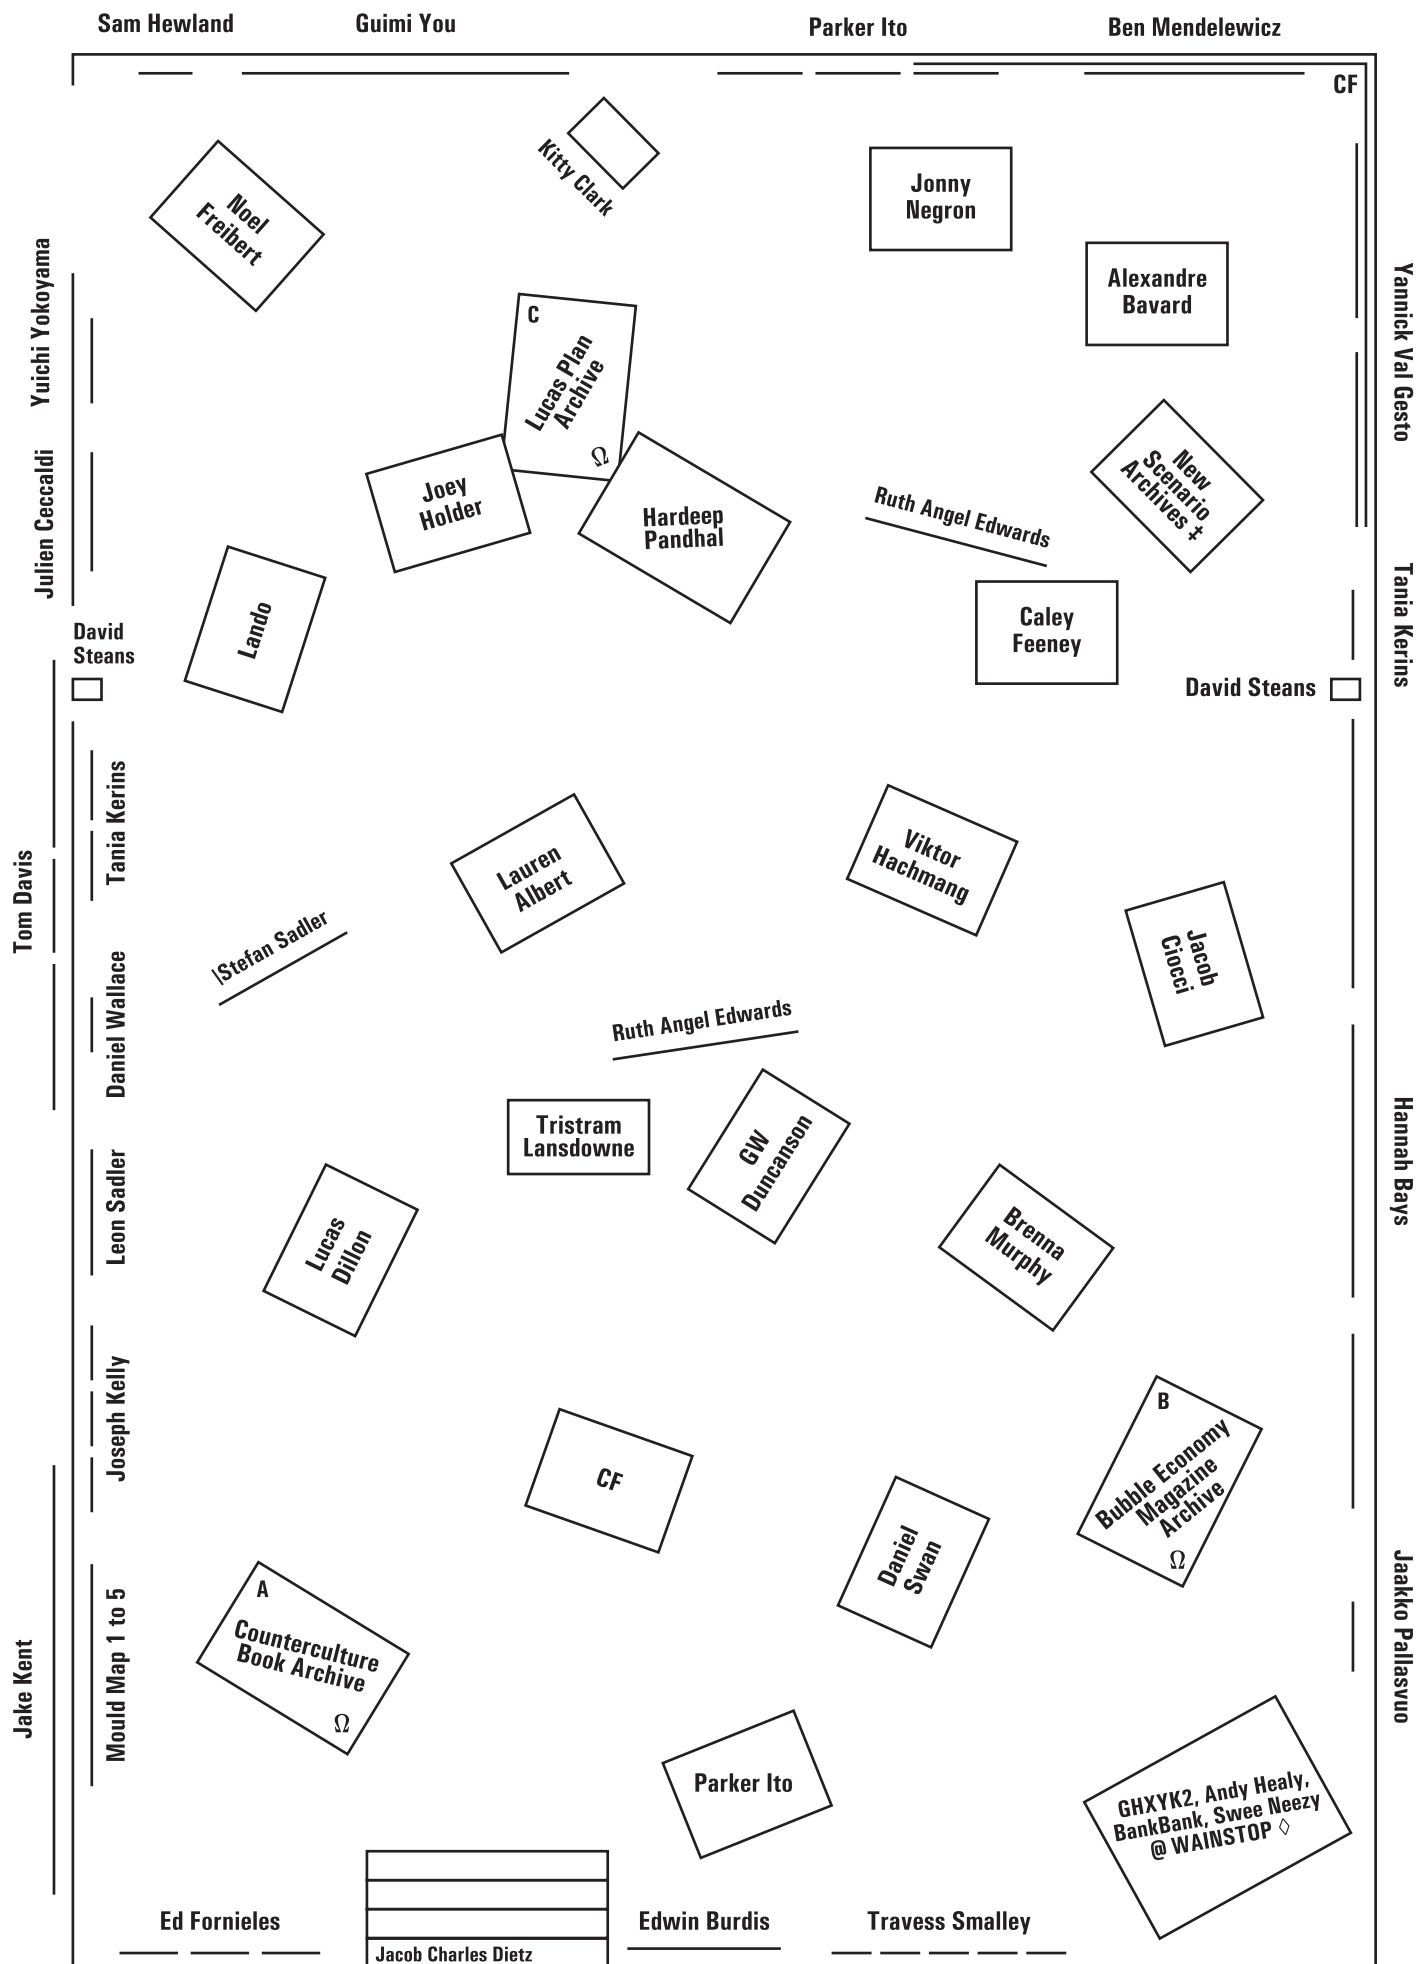 Sam Hewland
Guimi You
Parker Ito
Ben Mendelewicz
CF
Kitty Clark
Noel
Freibert
Jonny
Negron
Alexandre
Bavard
Yuichi Yokoyama
Yannick Val Gesto
C
Lucas Plan
Archive
Ω
Julien Ceccaldi
Joey
Holder
Hardeep
Pandhal
Ruth Angel Edwards
New
Scenario
Archives ‡
Lando
Caley
Feeney
Tania Kerins
David
Steans
David Steans
Tania Kerins
Tom Davis
Lauren
Albert
Viktor
Hachmang
Jacob
Ciocci
\Stefan Sadler
Daniel Wallace
Ruth Angel Edwards
Tristram
Lansdowne
GW
Duncanson
Hannah Bays
Leon Sadler
Lucas
Dillon
Brenna
Murphy
Joseph Kelly
CF
B
Bubble Economy
Magazine
Archive
Ω
Daniel
Swan
A
Counterculture
Book Archive
Ω
Mould Map 1 to 5
Jake Kent
Jaakko Pallasvuo
Parker Ito
GHXYK2, Andy Healy,
BankBank, Swee Neezy
@ WAINSTOP ◊
Ed Fornieles
Jacob Charles Dietz
Edwin Burdis
Travess Smalley